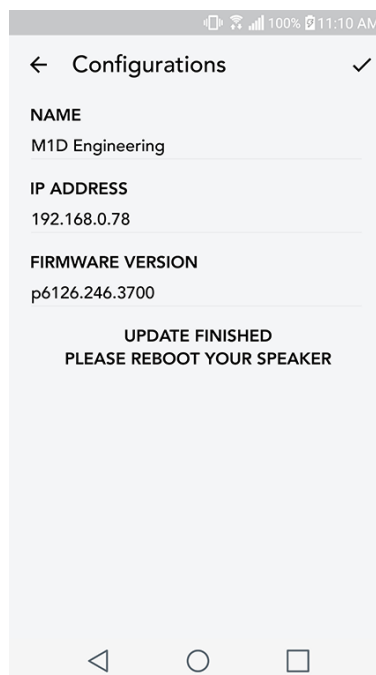 100% 11:10 AM
Configurations
NAME
M1D Engineering
IP ADDRESS
192.168.0.78
FIRMWARE VERSION
p6126.246.3700
UPDATE FINISHED
PLEASE REBOOT YOUR SPEAKER